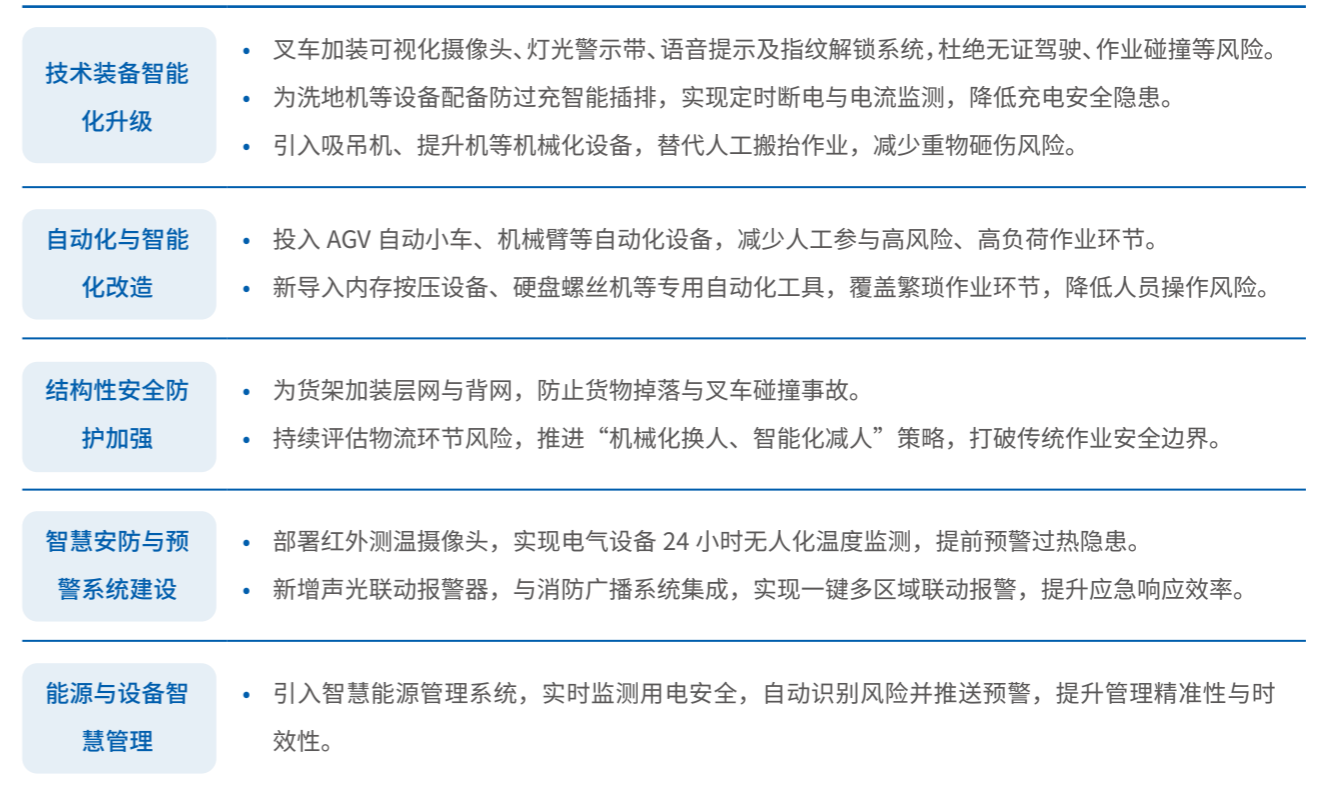 技术装备智能
化升级
• 叉车加装可视化摄像头、灯光警示带、语音提示及指纹解锁系统，杜绝无证驾驶、作业碰撞等风险。
• 为洗地机等设备配备防过充智能插排，实现定时断电与电流监测，降低充电安全隐患。
• 引入吸吊机、提升机等机械化设备，替代人工搬抬作业，减少重物砸伤风险。
自动化与智能
化改造
• 投入 AGV 自动小车、机械臂等自动化设备，减少人工参与高风险、高负荷作业环节。
• 新导入内存按压设备、硬盘螺丝机等专用自动化工具，覆盖繁琐作业环节，降低人员操作风险。
结构性安全防
护加强
• 为货架加装层网与背网，防止货物掉落与叉车碰撞事故。
• 持续评估物流环节风险，推进“机械化换人、智能化减人”策略，打破传统作业安全边界。
智慧安防与预
警系统建设
• 部署红外测温摄像头，实现电气设备 24 小时无人化温度监测，提前预警过热隐患。
• 新增声光联动报警器，与消防广播系统集成，实现一键多区域联动报警，提升应急响应效率。
能源与设备智
慧管理
• 引入智慧能源管理系统，实时监测用电安全，自动识别风险并推送预警，提升管理精准性与时
效性。